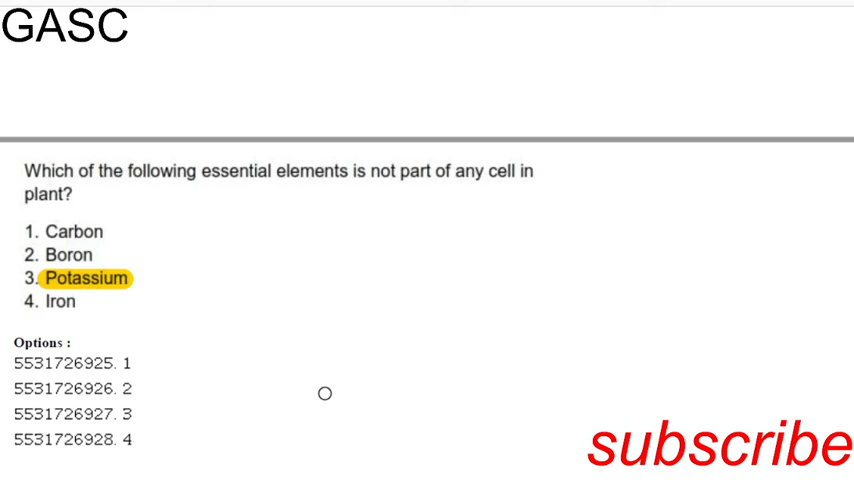 GASC
Which of the following essential elements is not part of any cell in
plant?
1. Carbon
2. Boron
3. Potassium
4. Iron
Options :
5531726925. 1
5531726926. 2
5531726927. 3
5531726928. 4
subscribe